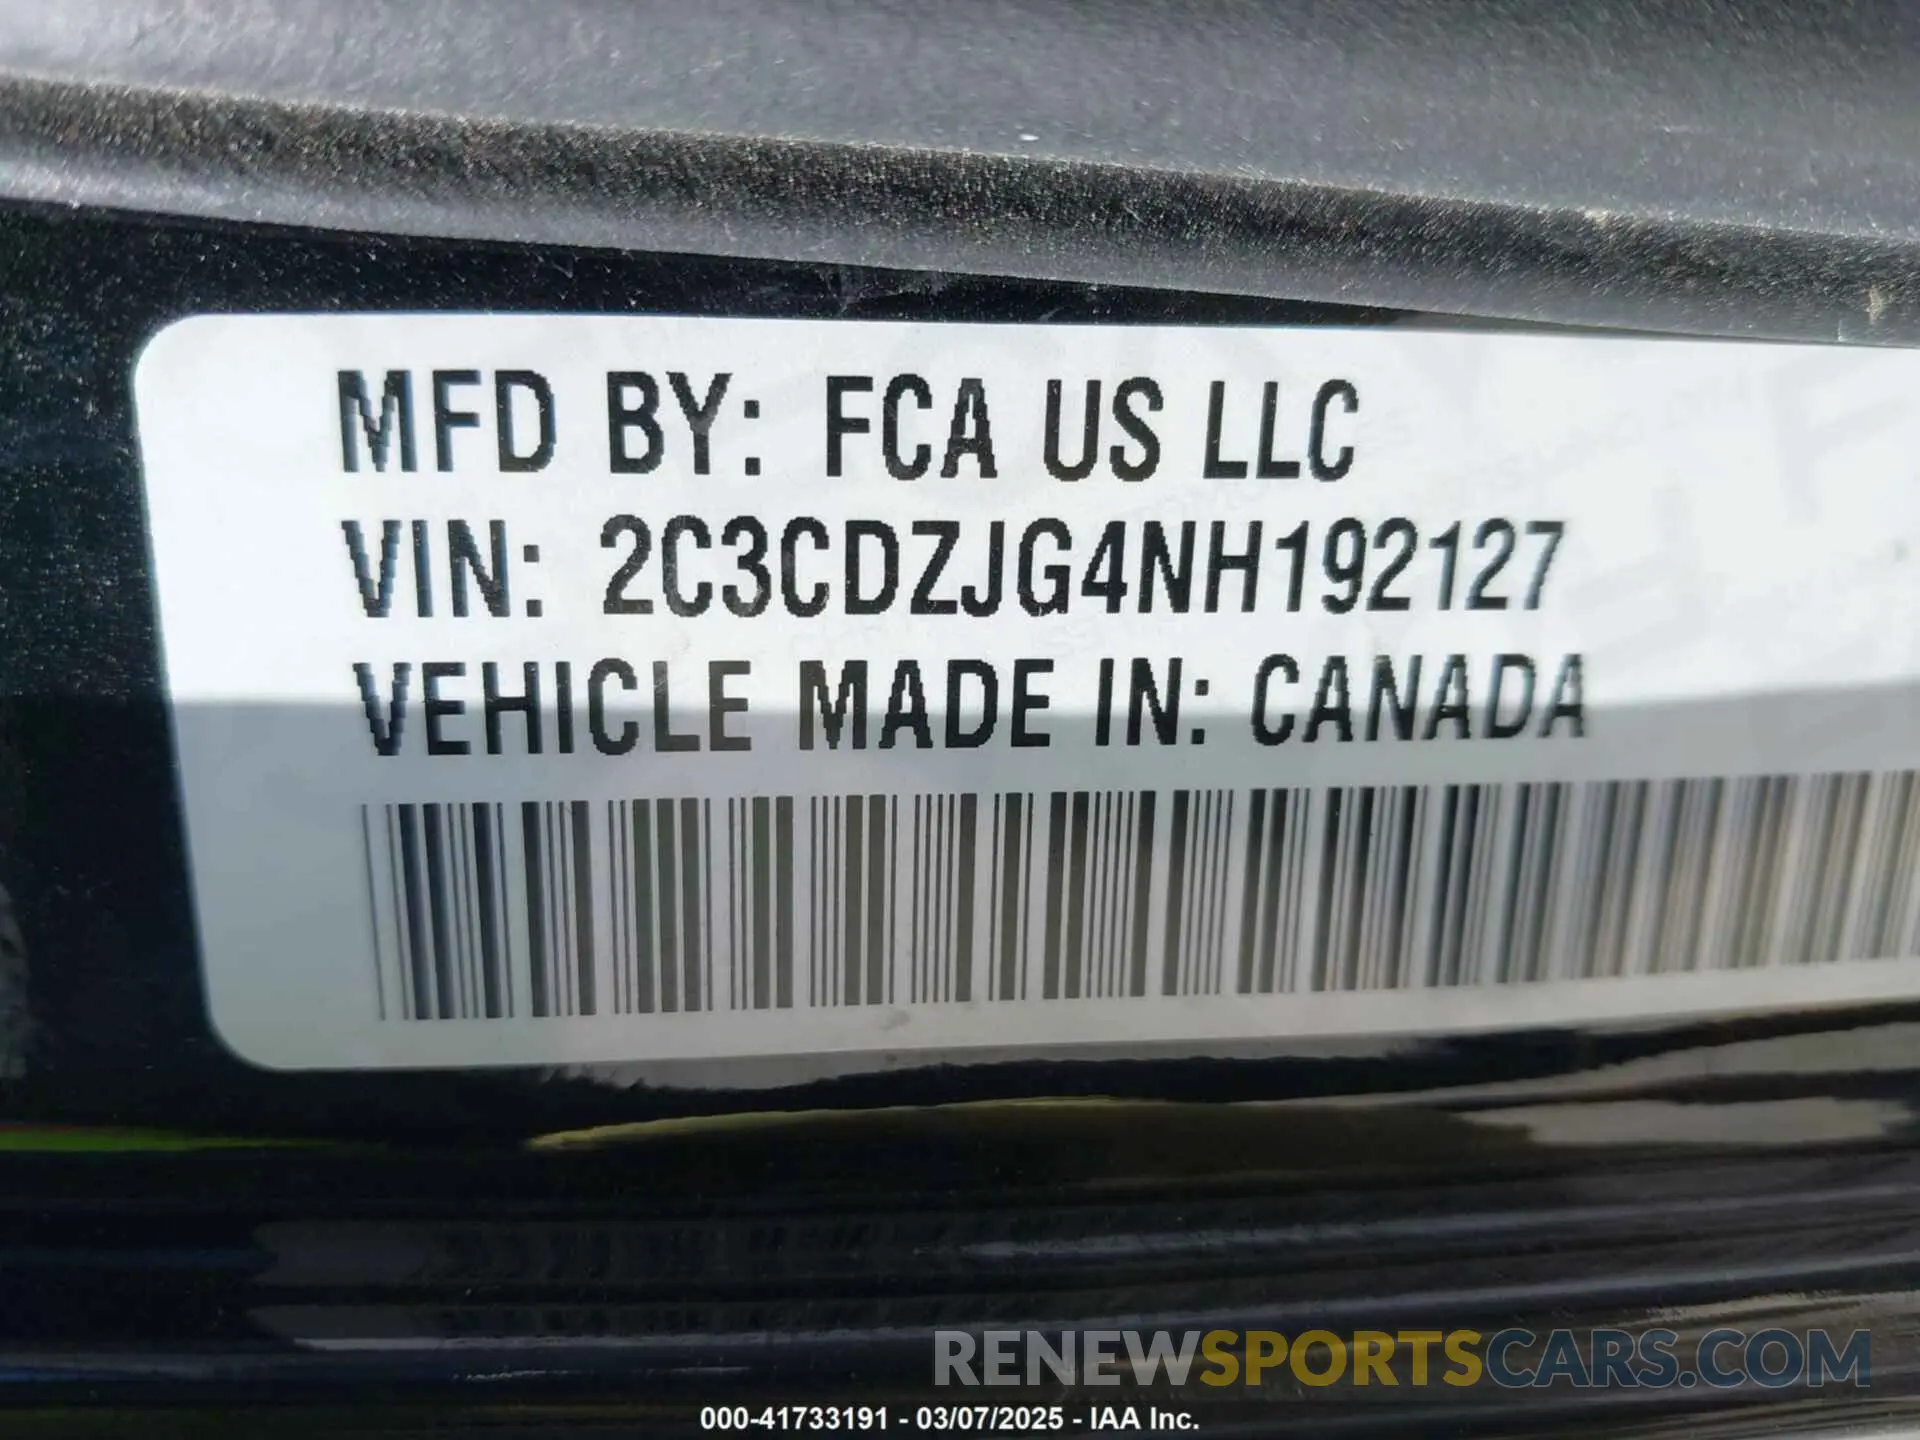 MFD BY: FCA US LLC
VIN: 2C3CDZJG4NH192127
VEHICLE MADE IN: CANADA
RENEWSPORTSCARS.COM
000-41733191 - 03/07/2025 - IAA Inc.